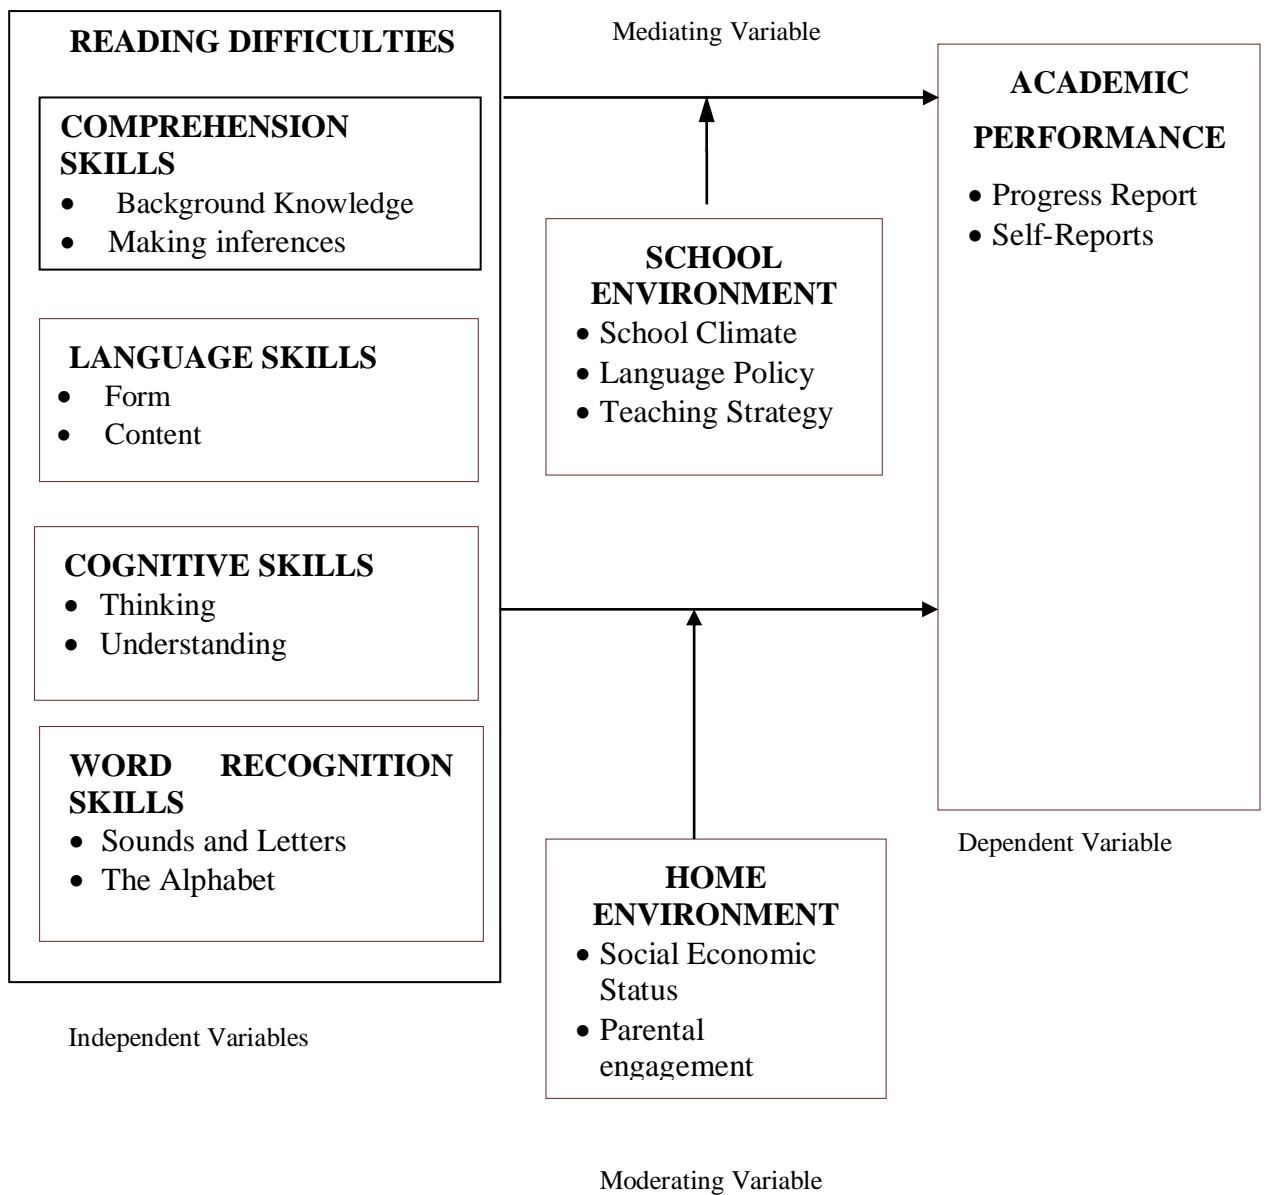 READING DIFFICULTIES
COMPREHENSION
SKILLS
• Background Knowledge
• Making inferences
LANGUAGE SKILLS
• Form
• Content
COGNITIVE SKILLS
• Thinking
• Understanding
WORD RECOGNITION
SKILLS
• Sounds and Letters
• The Alphabet
Independent Variables
Mediating Variable
SCHOOL
ENVIRONMENT
• School Climate
• Language Policy
• Teaching Strategy
HOME
ENVIRONMENT
• Social Economic
Status
• Parental
engagement
Moderating Variable
ACADEMIC
PERFORMANCE
• Progress Report
• Self-Reports
Dependent Variable